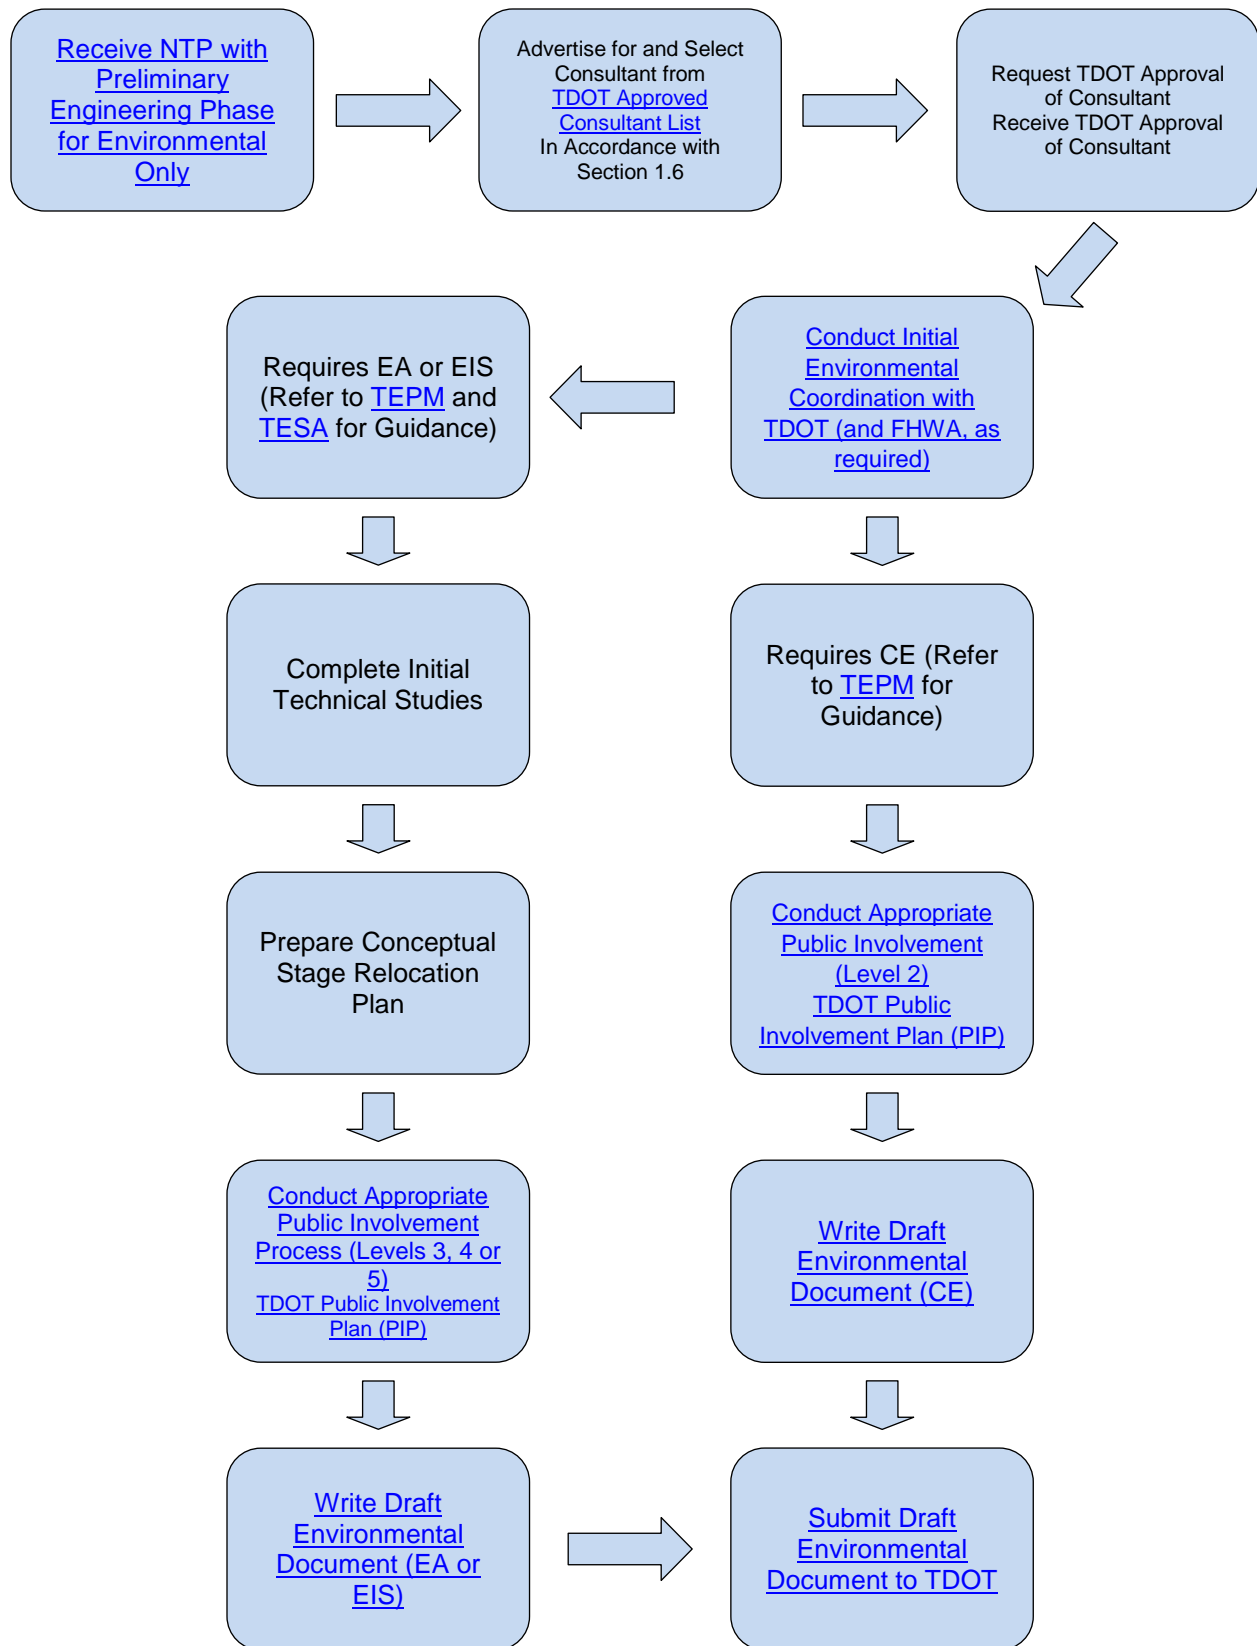 Receive NTP with
Preliminary
Engineering Phase
for Environmental
Only
Advertise for and Select
Consultant from
TDOT Approved
Consultant List
In Accordance with
Section 1.6
Request TDOT Approval
of Consultant
Receive TDOT Approval
of Consultant
Requires EA or EIS
(Refer to TEPM and
TESA for Guidance)
Conduct Initial
Environmental
Coordination with
TDOT (and FHWA, as
required)
Complete Initial
Technical Studies
Requires CE (Refer
to TEPM for
Guidance)
Prepare Conceptual
Stage Relocation
Plan
Conduct Appropriate
Public Involvement
(Level 2)
TDOT Public
Involvement Plan (PIP)
Conduct Appropriate
Public Involvement
Process (Levels 3, 4 or
5)
TDOT Public Involvement
Plan (PIP)
Write Draft
Environmental
Document (CE)
Write Draft
Environmental
Document (EA or
EIS)
Submit Draft
Environmental
Document to TDOT